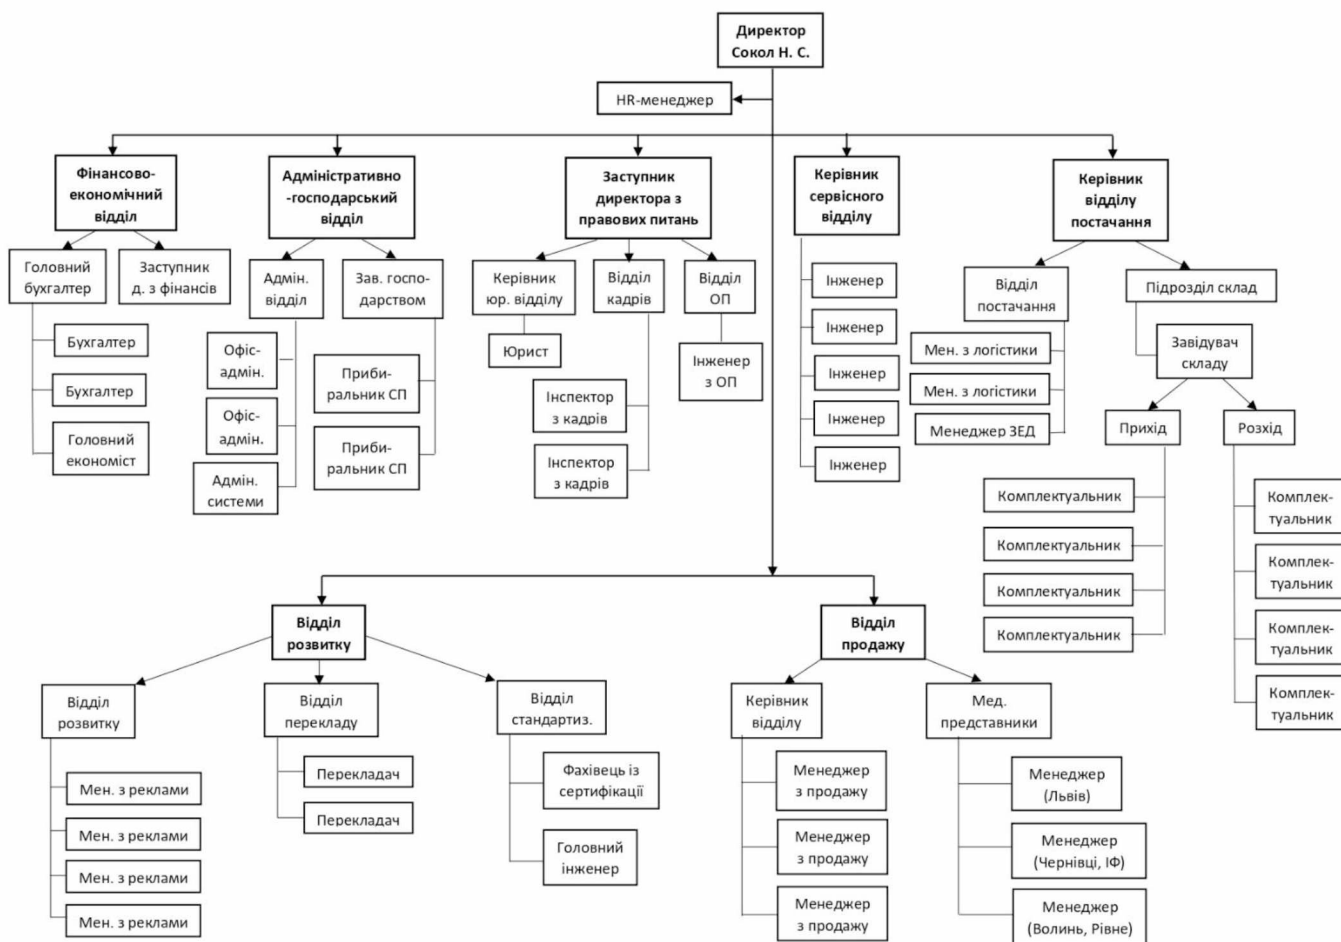 Директор
Сокол Н. С.
HR-менеджер
Фінансово-
економічний
відділ
Адміністративно
-господарський
відділ
Заступник
директора з
правових питань
Керівник
сервісного
відділу
Керівник
відділу
постачання
Головний
бухгалтер
Заступник
д. з фінансів
Адмін.
відділ
Зав. госпо-
дарством
Керівник
юр. відділу
Відділ
кадрів
Відділ
ОП
Відділ
постачання
Підрозділ склад
Бухгалтер
Бухгалтер
Головний
економіст
Офіс-
адмін.
Офіс-
адмін.
Адмін.
системи
Приби-
ральник СП
Приби-
ральник СП
Юрист
Інспектор
з кадрів
Інспектор
з кадрів
Інженер
з ОП
Інженер
Інженер
Інженер
Інженер
Інженер
Мен. з логістики
Мен. з логістики
Менеджер ЗЕД
Завідувач
складу
Прихід
Розхід
Комплектуальник
Комплектуальник
Комплектуальник
Комплектуальник
Комплек-
туальник
Комплек-
туальник
Комплек-
туальник
Комплек-
туальник
Відділ
розвитку
Відділ
продажу
Відділ
розвитку
Відділ
перекладу
Відділ
стандартиз.
Керівник
відділу
Мед.
представники
Мен. з реклами
Мен. з реклами
Мен. з реклами
Мен. з реклами
Перекладач
Перекладач
Фахівець із
сертифікації
Головний
інженер
Менеджер
з продажу
Менеджер
з продажу
Менеджер
з продажу
Менеджер
(Львів)
Менеджер
(Чернівці, ІФ)
Менеджер
(Волинь, Рівне)